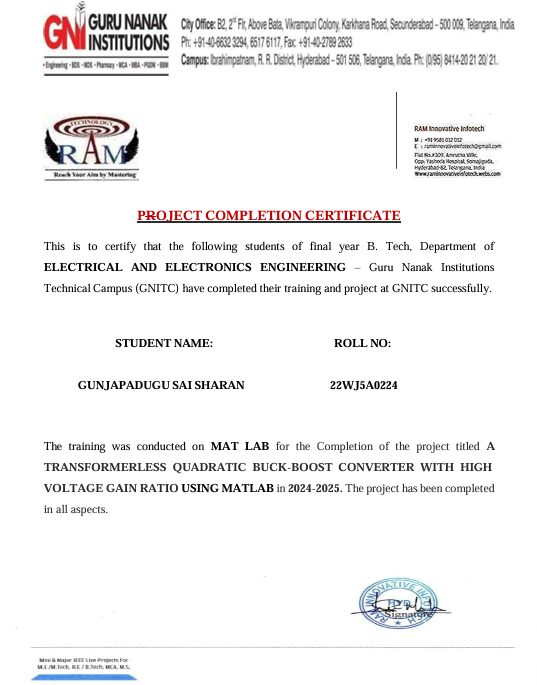 GNI GURU NANAK INSTITUTIONS
• Engineering • BDS • MDS • Pharmacy • MCA • MBA • PGDM • BBM
City Office: B2, 2nd Flr, Above Bata, Vikrampuri Colony, Karkhana Road, Secunderabad – 500 009, Telangana, India
Ph: +91-40-6632 3294, 6517 6117, Fax: +91-40-2789 2633
Campus: Ibrahimpatnam, R. R. District, Hyderabad – 501 506, Telangana, India. Ph: (0/95) 8414-20 21 20/ 21.
TECHNOLOGY
RAM
Reach Your Aim by Mastering
RAM Innovative Infotech
M : +91 9581 012 012
E : raminnovativeinfotech@gmail.com
Flat No.#309, Amrutha Ville,
Opp: Yashoda Hospital, Somajiguda,
Hyderabad-82, Telangana, India
www.raminnovativeinfotech.webs.com
PROJECT COMPLETION CERTIFICATE
This is to certify that the following students of final year B. Tech, Department of
ELECTRICAL AND ELECTRONICS ENGINEERING – Guru Nanak Institutions
Technical Campus (GNITC) have completed their training and project at GNITC successfully.
STUDENT NAME: ROLL NO:
GUNJAPADUGU SAI SHARAN 22WJ5A0224
The training was conducted on MAT LAB for the Completion of the project titled A
TRANSFORMERLESS QUADRATIC BUCK-BOOST CONVERTER WITH HIGH
VOLTAGE GAIN RATIO USING MATLAB in 2024-2025. The project has been completed
in all aspects.
HYD
Signature
Mini & Major IEEE Live Projects For
M.E /M.Tech, B.E / B.Tech, MCA, M.S,